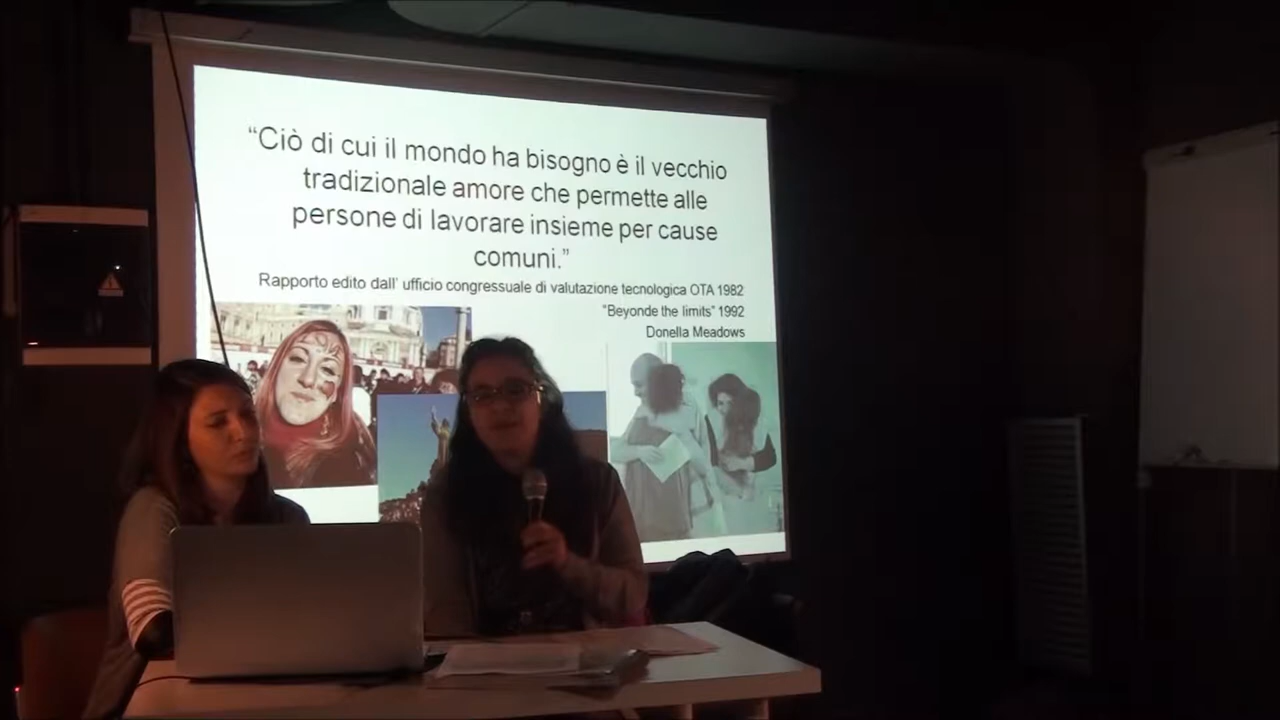 “Ciò di cui il mondo ha bisogno è il vecchio
tradizionale amore che permette alle
persone di lavorare insieme per cause
comuni.”
Rapporto edito dall’ ufficio congressuale di valutazione tecnologica OTA 1982
“Beyonde the limits” 1992
Donella Meadows